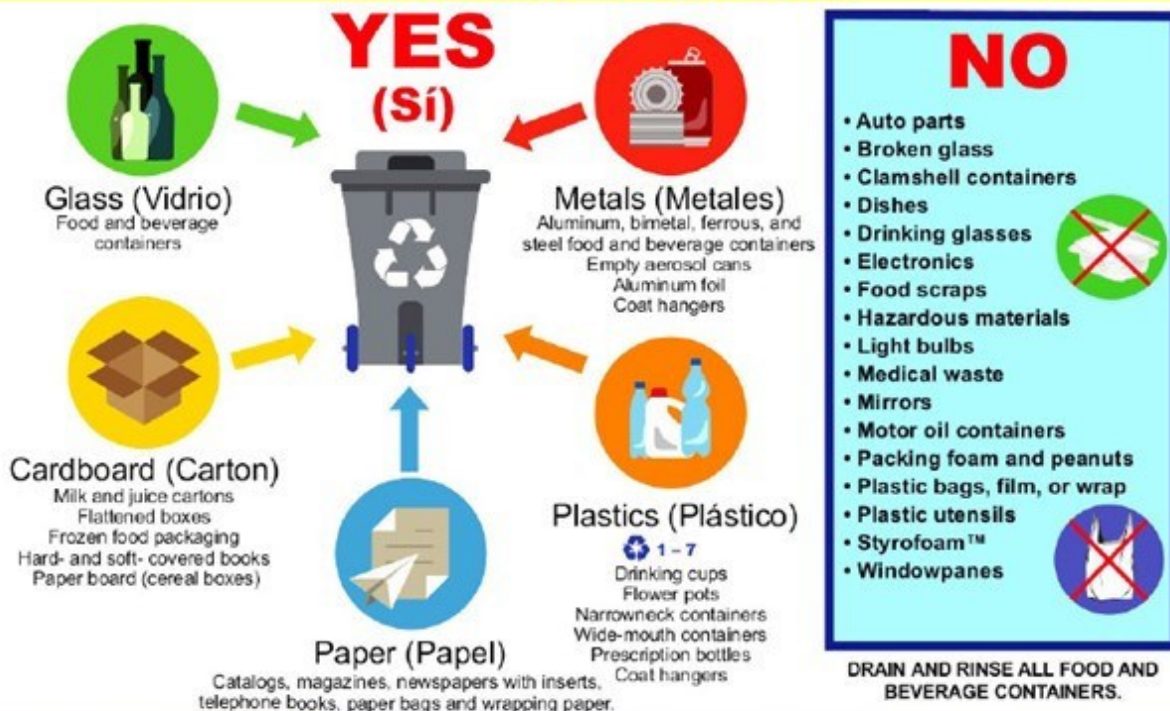 YES
(Sí)
Glass (Vidrio)
Food and beverage
containers
Metals (Metales)
Aluminum, bimetal, ferrous, and
steel food and beverage containers
Empty aerosol cans
Aluminum foil
Coat hangers
Cardboard (Carton)
Milk and juice cartons
Flattened boxes
Frozen food packaging
Hard- and soft- covered books
Paper board (cereal boxes)
Plastics (Plástico)
1 – 7
Drinking cups
Flower pots
Narrowneck containers
Wide-mouth containers
Prescription bottles
Coat hangers
Paper (Papel)
Catalogs, magazines, newspapers with inserts,
telephone books, paper bags and wrapping paper.
NO
• Auto parts
• Broken glass
• Clamshell containers
• Dishes
• Drinking glasses
• Electronics
• Food scraps
• Hazardous materials
• Light bulbs
• Medical waste
• Mirrors
• Motor oil containers
• Packing foam and peanuts
• Plastic bags, film, or wrap
• Plastic utensils
• Styrofoam™
• Windowpanes
DRAIN AND RINSE ALL FOOD AND
BEVERAGE CONTAINERS.